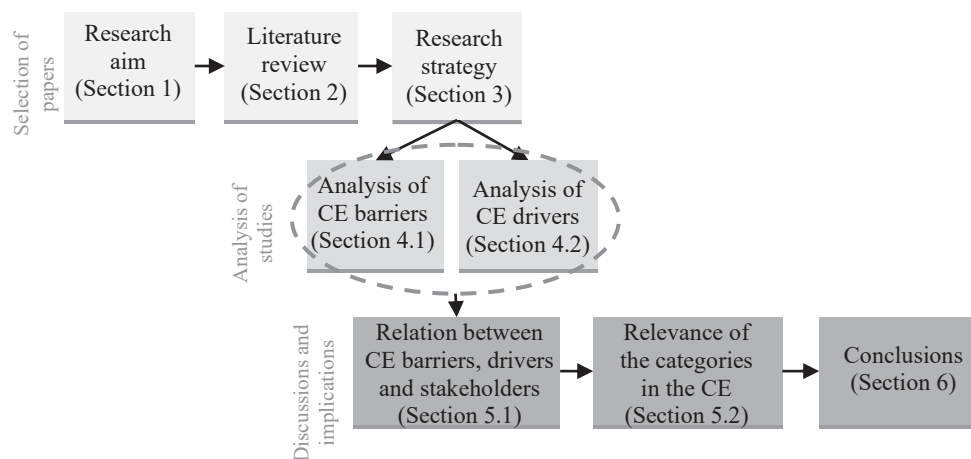 Selection of
papers
Research
aim
(Section 1)
Literature
review
(Section 2)
Research
strategy
(Section 3)
Analysis of
studies
Analysis of
CE barriers
(Section 4.1)
Analysis of
CE drivers
(Section 4.2)
Discussions and
implications
Relation between
CE barriers, drivers
and stakeholders
(Section 5.1)
Relevance of
the categories
in the CE
(Section 5.2)
Conclusions
(Section 6)